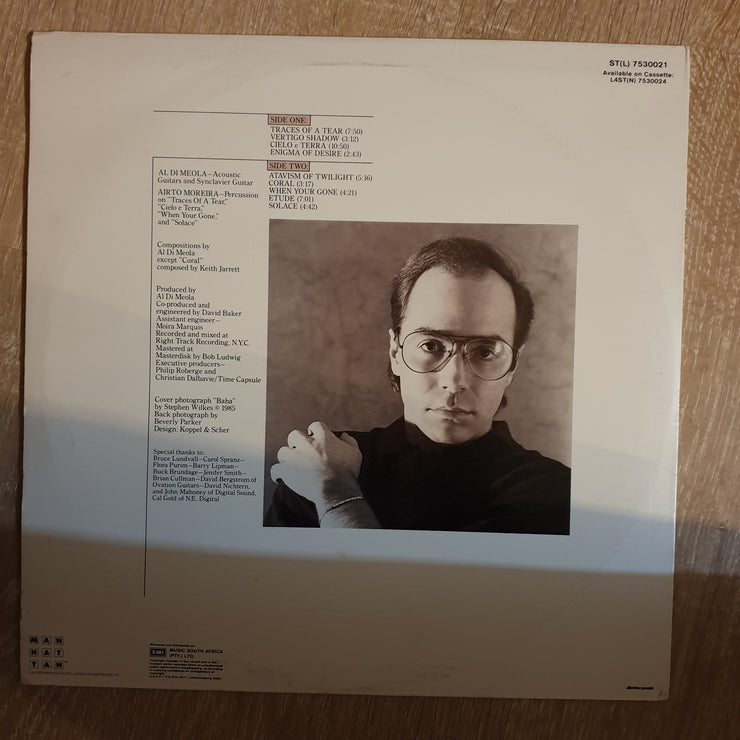 ST(L) 7530021
Available on Cassette:
L4ST(N) 7530024
SIDE ONE:
TRACES OF A TEAR (7:50)
VERTIGO SHADOW (3:12)
CIELO e TERRA (10:50)
ENIGMA OF DESIRE (2:43)
SIDE TWO:
ATAVISM OF TWILIGHT (5:16)
CORAL (3:17)
WHEN YOUR GONE (4:21)
ETUDE (7:01)
SOLACE (4:42)
AL DI MEOLA—Acoustic
Guitars and Synclavier Guitar
AIRTO MOREIRA—Percussion
on "Traces Of A Tear,"
"Cielo e Terra,"
"When Your Gone,"
and "Solace"
Compositions by
Al Di Meola
except "Coral"
composed by Keith Jarrett
Produced by
Al Di Meola
Co-produced and
engineered by David Baker
Assistant engineer—
Moira Marquis
Recorded and mixed at
Right Track Recording, N.Y.C.
Mastered at
Masterdisk by Bob Ludwig
Executive producers—
Philip Roberge and
Christian Dalbavie/Time Capsule
Cover photograph "Baha"
by Stephen Wilkes © 1985
Back photograph by
Beverly Parker
Design: Koppel & Scher
Special thanks to:
Bruce Lundvall—Carol Spranz—
Flora Purim—Barry Lipman—
Buck Brundage—Jenifer Smith—
Brian Cullman—David Bergstrom of
Ovation Guitars—David Nichtern,
and John Mahoney of Digital Sound,
Cal Gold of N.E. Digital
MAN
HAT
TAN
EMI
MUSIC SOUTH AFRICA
(PTY.) LTD.
interpak